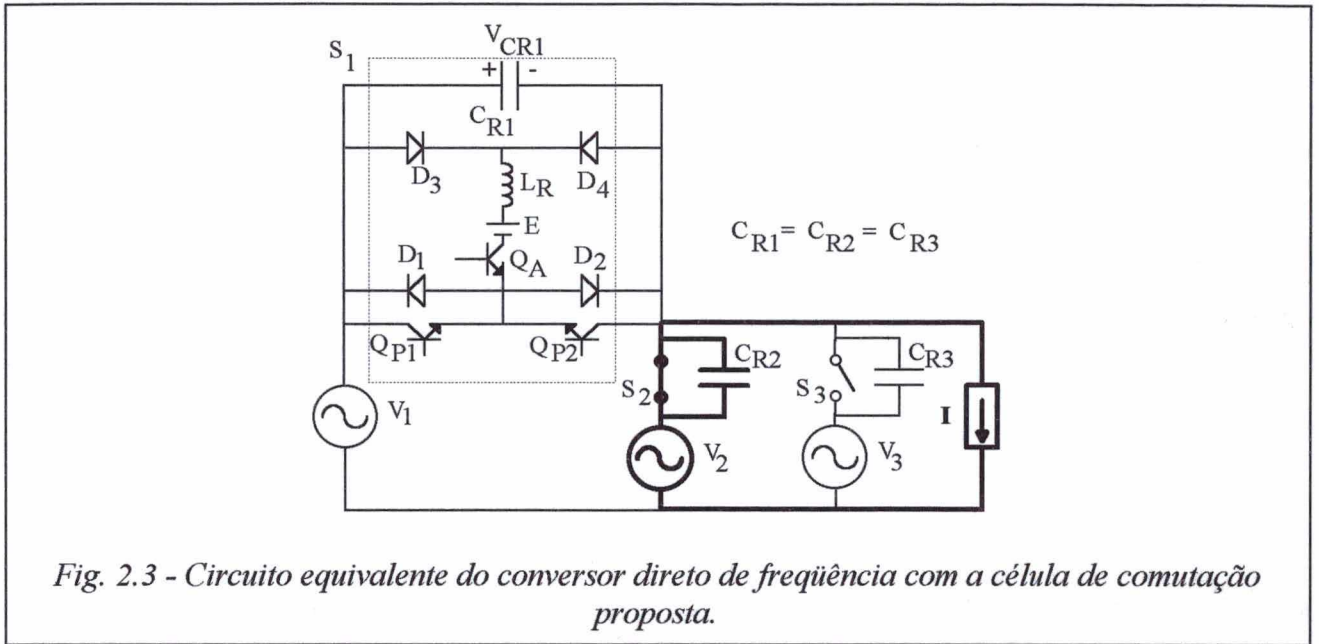 S1
VCR1
+ -
CR1
D3
LR
D4
E
CR1= CR2 = CR3
D1
QA
D2
QP1
QP2
CR2
CR3
S2
S3
I
V1
V2
V3
Fig. 2.3 - Circuito equivalente do conversor direto de freqüência com a célula de comutação
proposta.